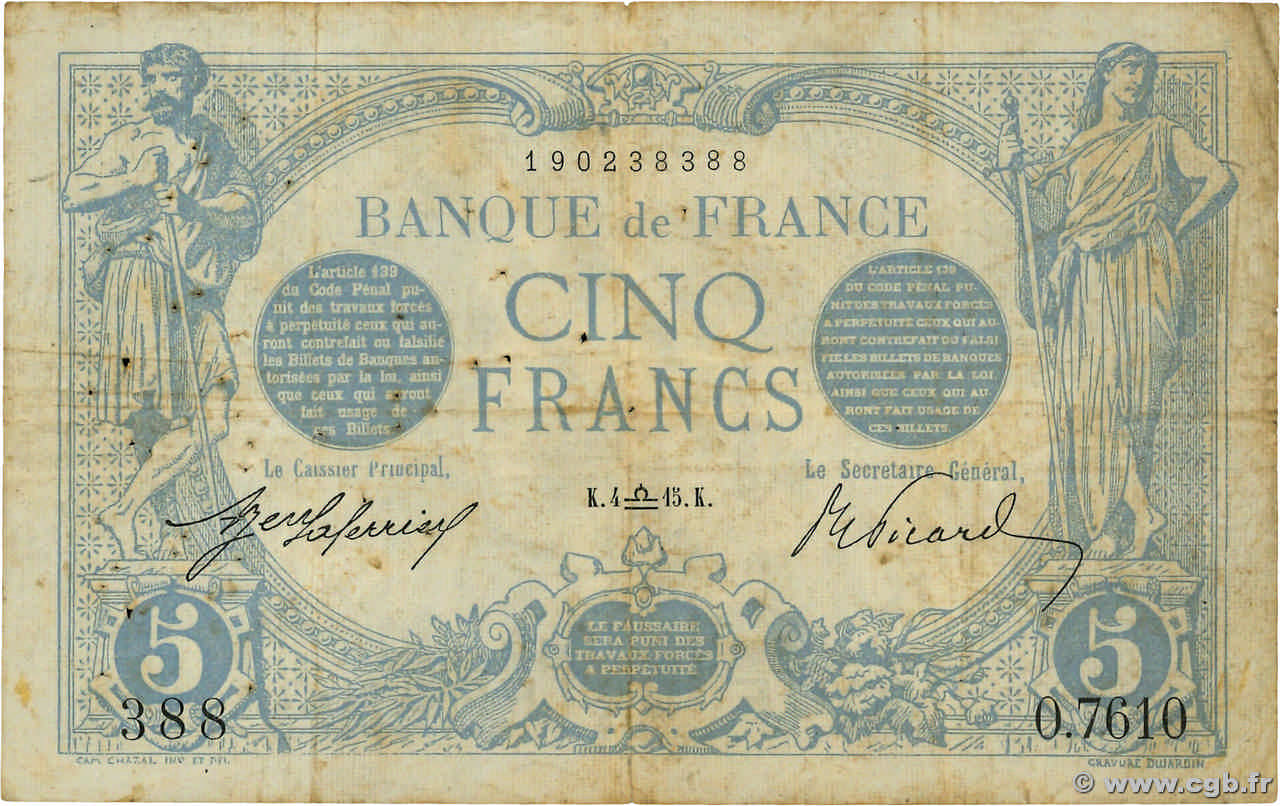 190238388
BANQUE de FRANCE
CINQ
FRANCS
L'article 139
du Code Pénal pu-
nit des travaux forcés
à perpétuité ceux qui au-
ront contrefait ou falsifié
les Billets de Banques au-
torisées par la loi, ainsi
que ceux qui auront
fait usage de
ces Billets.
L'ARTICLE 139
DU CODE PÉNAL PU-
NIT DES TRAVAUX FORCÉS
A PERPÉTUITÉ CEUX QUI AU-
RONT CONTREFAIT OU FALSI
FIÉ LES BILLETS DE BANQUES
AUTORISÉES PAR LA LOI
AINSI QUE CEUX QUI AU-
RONT FAIT USAGE DE
CES BILLETS.
Le Caissier Principal,
Le Secrétaire Général,
K.4 ♎ 15.K.
Picard
LE FAUSSAIRE
SERA PUNI DES
TRAVAUX FORCÉS
A PERPÉTUITÉ
5
5
388
O.7610
CAM. CHAZAL INV ET DEL.
GRAVURE DUJARDIN
© www.cgb.fr